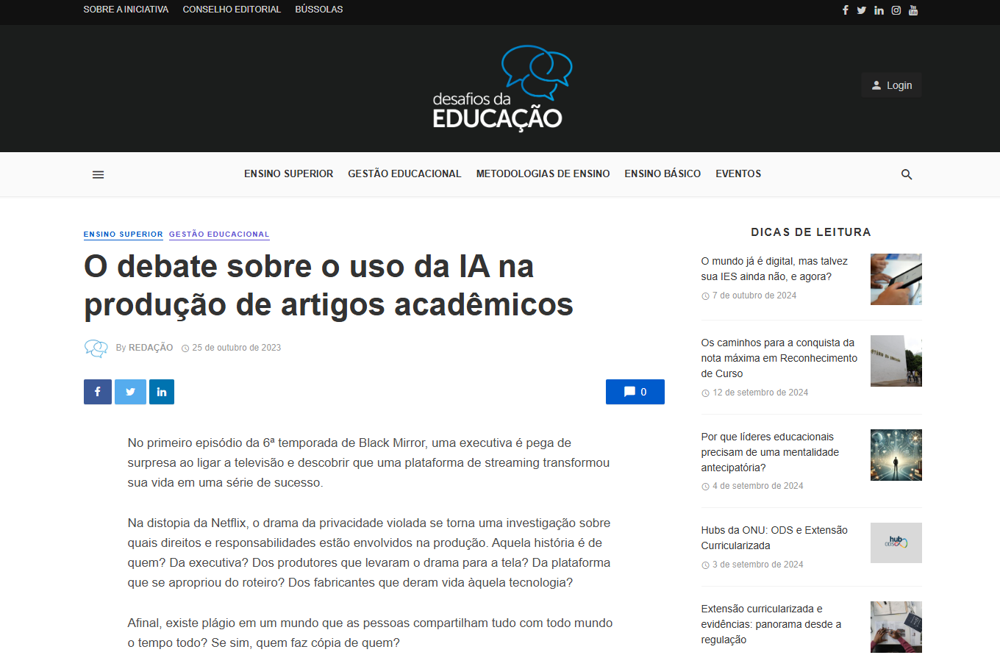 SOBRE A INICIATIVA CONSELHO EDITORIAL BÚSSOLAS
desafios da
EDUCAÇÃO
Login
ENSINO SUPERIOR GESTÃO EDUCACIONAL METODOLOGIAS DE ENSINO ENSINO BÁSICO EVENTOS
ENSINO SUPERIOR GESTÃO EDUCACIONAL
O debate sobre o uso da IA na
produção de artigos acadêmicos
By REDAÇÃO 25 de outubro de 2023
0
No primeiro episódio da 6ª temporada de Black Mirror, uma executiva é pega de
surpresa ao ligar a televisão e descobrir que uma plataforma de streaming transformou
sua vida em uma série de sucesso.
Na distopia da Netflix, o drama da privacidade violada se torna uma investigação sobre
quais direitos e responsabilidades estão envolvidos na produção. Aquela história é de
quem? Da executiva? Dos produtores que levaram o drama para a tela? Da plataforma
que se apropriou do roteiro? Dos fabricantes que deram vida àquela tecnologia?
Afinal, existe plágio em um mundo que as pessoas compartilham tudo com todo mundo
o tempo todo? Se sim, quem faz cópia de quem?
DICAS DE LEITURA
O mundo já é digital, mas talvez
sua IES ainda não, e agora?
7 de outubro de 2024
Os caminhos para a conquista da
nota máxima em Reconhecimento
de Curso
12 de setembro de 2024
Por que líderes educacionais
precisam de uma mentalidade
antecipatória?
4 de setembro de 2024
Hubs da ONU: ODS e Extensão
Curricularizada
3 de setembro de 2024
hub
ODS
Extensão curricularizada e
evidências: panorama desde a
regulação